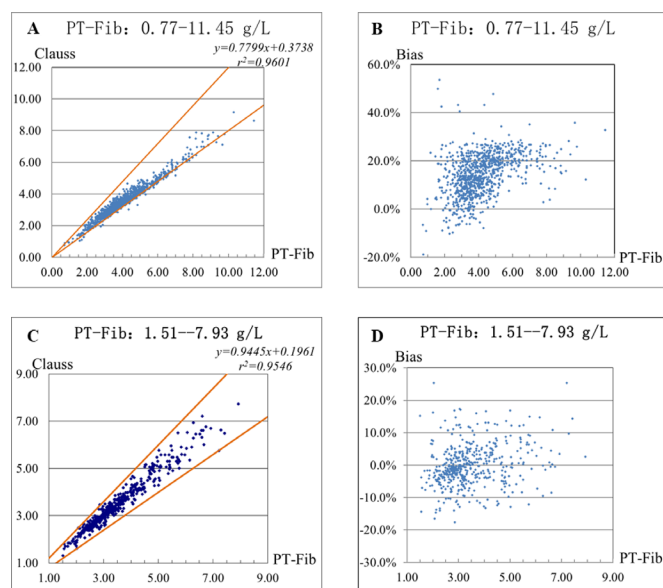 A PT-Fib: 0.77-11.45 g/L
Clauss
y=0.7799x+0.3738
r²=0.9601
12.00
10.00
8.00
6.00
4.00
2.00
0.00
0.00 2.00 4.00 6.00 8.00 10.00 12.00
PT-Fib
B PT-Fib: 0.77-11.45 g/L
Bias
60.0%
40.0%
20.0%
0.0%
-20.0%
0.00 2.00 4.00 6.00 8.00 10.00 12.00
PT-Fib
C PT-Fib: 1.51--7.93 g/L
Clauss
y=0.9445x+0.1961
r²=0.9546
9.00
7.00
5.00
3.00
1.00
1.00 3.00 5.00 7.00 9.00
PT-Fib
D PT-Fib: 1.51--7.93 g/L
Bias
30.0%
20.0%
10.0%
0.0%
-10.0%
-20.0%
-30.0%
1.00 3.00 5.00 7.00 9.00
PT-Fib